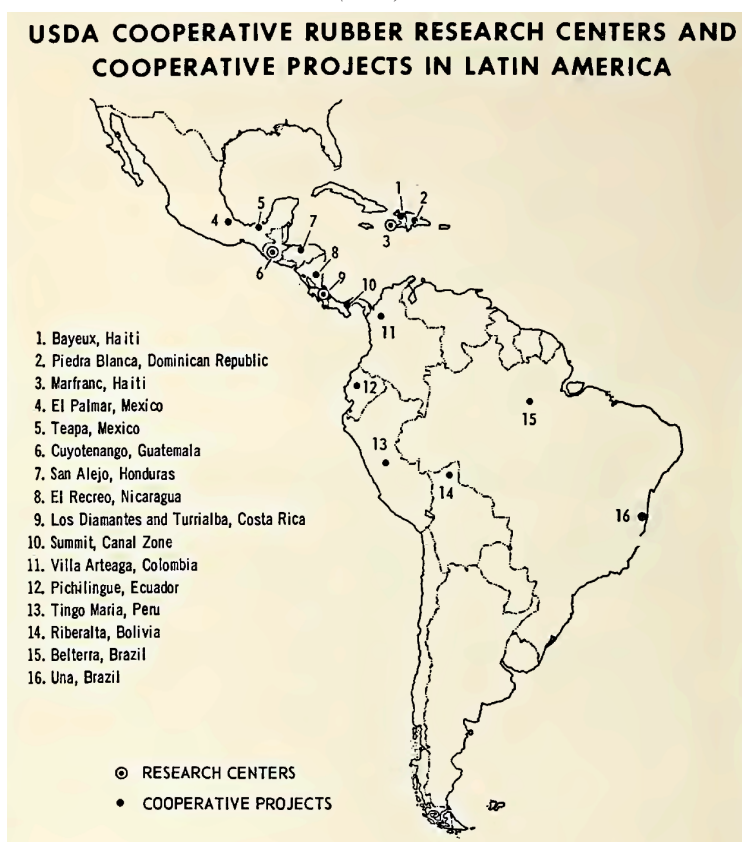 USDA COOPERATIVE RUBBER RESEARCH CENTERS AND
COOPERATIVE PROJECTS IN LATIN AMERICA
1
2
3
4
5
6
7
8
9
10
11
12
13
14
15
16
1. Bayeux, Haiti
2. Piedra Blanca, Dominican Republic
3. Marfranc, Haiti
4. El Palmar, Mexico
5. Teapa, Mexico
6. Cuyotenango, Guatemala
7. San Alejo, Honduras
8. El Recreo, Nicaragua
9. Los Diamantes and Turrialba, Costa Rica
10. Summit, Canal Zone
11. Villa Arteaga, Colombia
12. Pichilingue, Ecuador
13. Tingo Maria, Peru
14. Riberalta, Bolivia
15. Belterra, Brazil
16. Una, Brazil
RESEARCH CENTERS
COOPERATIVE PROJECTS